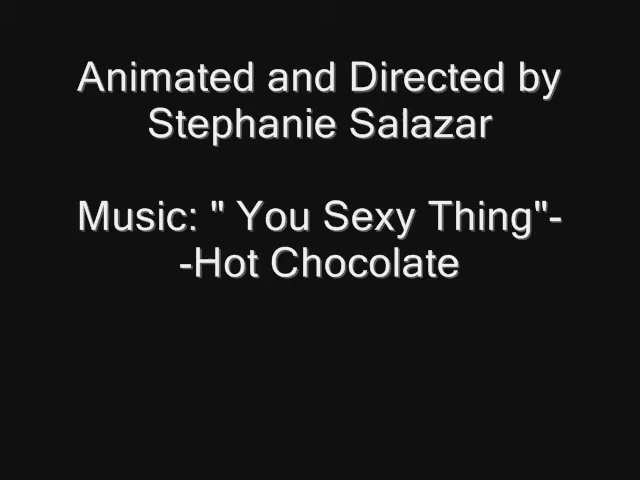 Animated and Directed by
Stephanie Salazar
Music: " You Sexy Thing"-
-Hot Chocolate